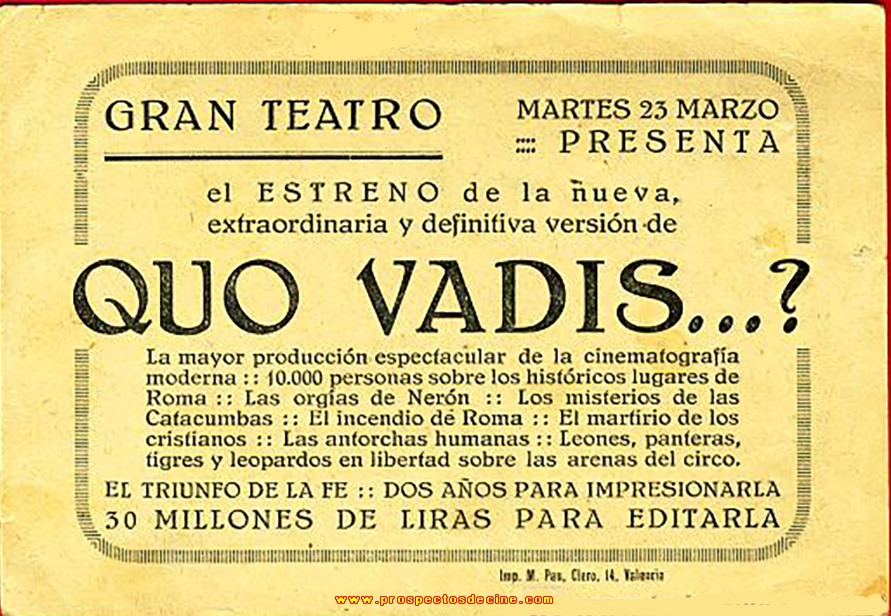 GRAN TEATRO
MARTES 23 MARZO
:::: PRESENTA
el ESTRENO de la nueva,
extraordinaria y definitiva versión de
QUO VADIS...?
La mayor producción espectacular de la cinematografía
moderna :: 10.000 personas sobre los históricos lugares de
Roma :: Las orgías de Nerón :: Los misterios de las
Catacumbas :: El incendio de Roma :: El martirio de los
cristianos :: Las antorchas humanas :: Leones, panteras,
tigres y leopardos en libertad sobre las arenas del circo.
EL TRIUNFO DE LA FE :: DOS AÑOS PARA IMPRESIONARLA
30 MILLONES DE LIRAS PARA EDITARLA
Imp. M. Pau, Clero, 14, Valencia
www.prospectosdecine.com